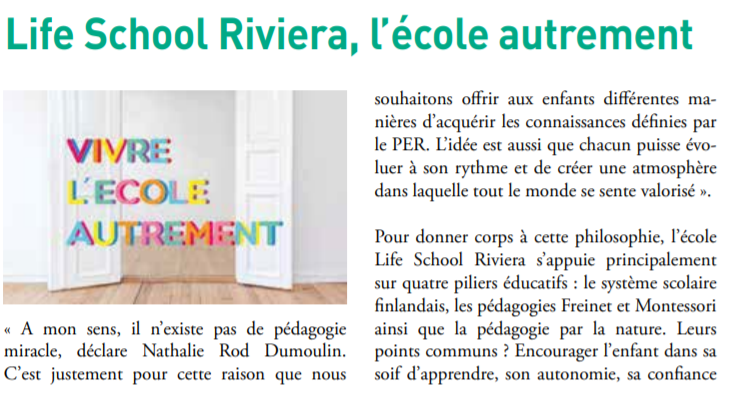 Life School Riviera, l'école autrement
VIVRE
L'ECOLE
AUTREMENT
« A mon sens, il n'existe pas de pédagogie
miracle, déclare Nathalie Rod Dumoulin.
C'est justement pour cette raison que nous
souhaitons offrir aux enfants différentes ma-
nières d'acquérir les connaissances définies par
le PER. L'idée est aussi que chacun puisse évo-
luer à son rythme et de créer une atmosphère
dans laquelle tout le monde se sente valorisé ».
Pour donner corps à cette philosophie, l'école
Life School Riviera s'appuie principalement
sur quatre piliers éducatifs : le système scolaire
finlandais, les pédagogies Freinet et Montessori
ainsi que la pédagogie par la nature. Leurs
points communs ? Encourager l'enfant dans sa
soif d'apprendre, son autonomie, sa confiance